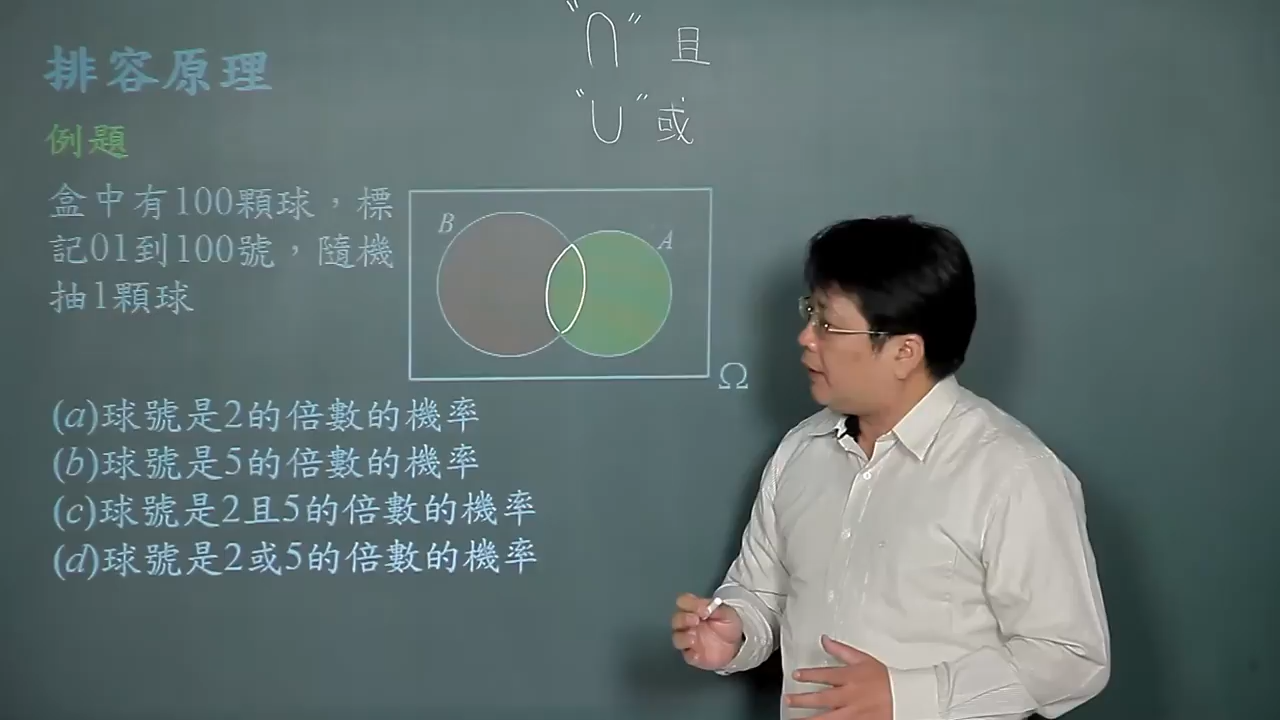 "∩" 且
"∪" 或
排容原理
例題
盒中有100顆球，標
記01到100號，隨機
抽1顆球
B
A
Ω
(a)球號是2的倍數的機率
(b)球號是5的倍數的機率
(c)球號是2且5的倍數的機率
(d)球號是2或5的倍數的機率